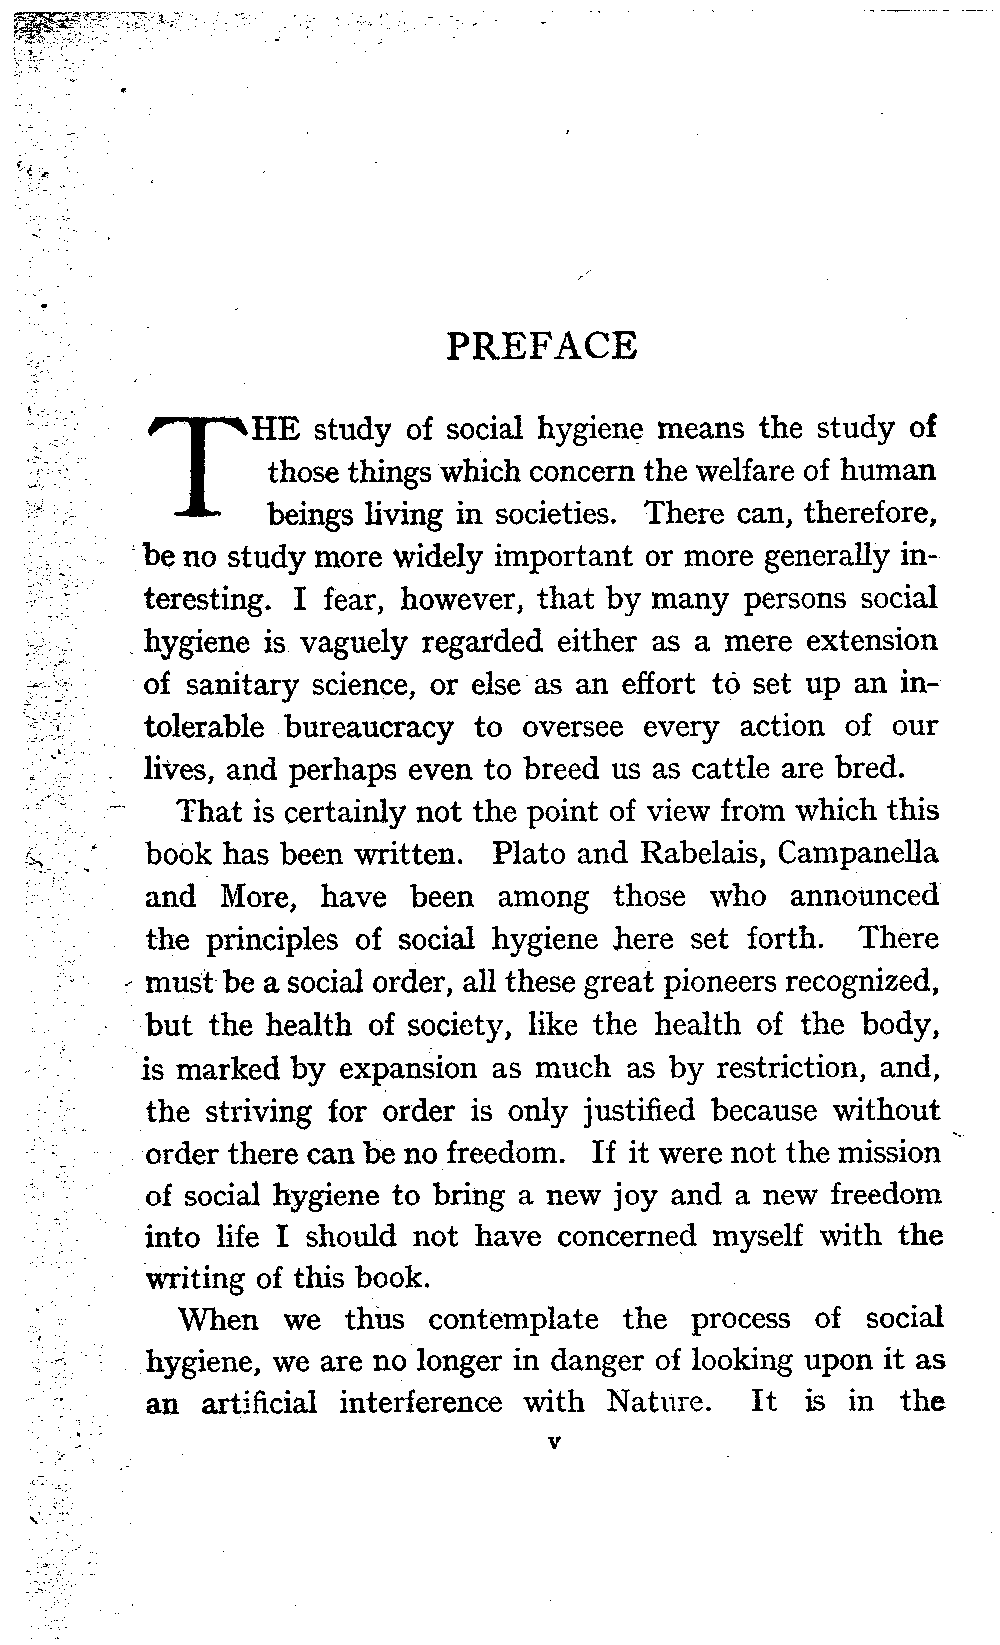 PREFACE
THE study of social hygiene means the study of
those things which concern the welfare of human
beings living in societies. There can, therefore,
be no study more widely important or more generally in-
teresting. I fear, however, that by many persons social
hygiene is vaguely regarded either as a mere extension
of sanitary science, or else as an effort to set up an in-
tolerable bureaucracy to oversee every action of our
lives, and perhaps even to breed us as cattle are bred.
That is certainly not the point of view from which this
book has been written. Plato and Rabelais, Campanella
and More, have been among those who announced
the principles of social hygiene here set forth. There
must be a social order, all these great pioneers recognized,
but the health of society, like the health of the body,
is marked by expansion as much as by restriction, and,
the striving for order is only justified because without
order there can be no freedom. If it were not the mission
of social hygiene to bring a new joy and a new freedom
into life I should not have concerned myself with the
writing of this book.
When we thus contemplate the process of social
hygiene, we are no longer in danger of looking upon it as
an artificial interference with Nature. It is in the
v